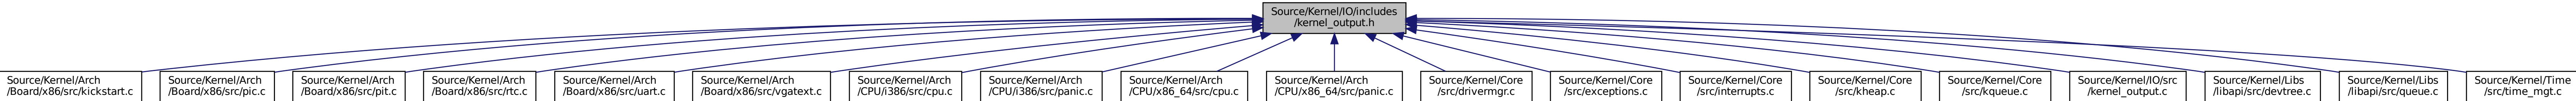 Source/Kernel/IO/includes
/kernel_output.h
Source/Kernel/Arch
/Board/x86/src/kickstart.c
Source/Kernel/Arch
/Board/x86/src/pic.c
Source/Kernel/Arch
/Board/x86/src/pit.c
Source/Kernel/Arch
/Board/x86/src/rtc.c
Source/Kernel/Arch
/Board/x86/src/uart.c
Source/Kernel/Arch
/Board/x86/src/vgatext.c
Source/Kernel/Arch
/CPU/i386/src/cpu.c
Source/Kernel/Arch
/CPU/i386/src/panic.c
Source/Kernel/Arch
/CPU/x86_64/src/cpu.c
Source/Kernel/Arch
/CPU/x86_64/src/panic.c
Source/Kernel/Core
/src/drivermgr.c
Source/Kernel/Core
/src/exceptions.c
Source/Kernel/Core
/src/interrupts.c
Source/Kernel/Core
/src/kheap.c
Source/Kernel/Core
/src/kqueue.c
Source/Kernel/IO/src
/kernel_output.c
Source/Kernel/Libs
/libapi/src/devtree.c
Source/Kernel/Libs
/libapi/src/queue.c
Source/Kernel/Time
/src/time_mgt.c